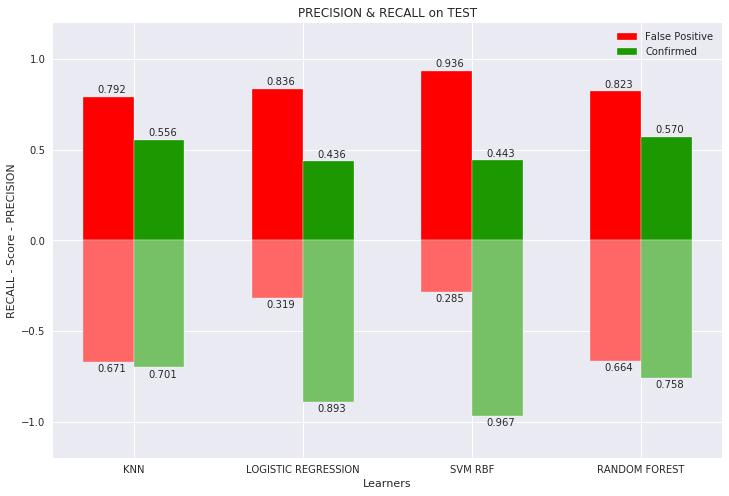 PRECISION & RECALL on TEST
False Positive
Confirmed
RECALL - Score - PRECISION
1.0
0.5
0.0
−0.5
−1.0
0.792
0.556
0.836
0.436
0.936
0.443
0.823
0.570
0.671
0.701
0.319
0.893
0.285
0.967
0.664
0.758
KNN
LOGISTIC REGRESSION
SVM RBF
RANDOM FOREST
Learners